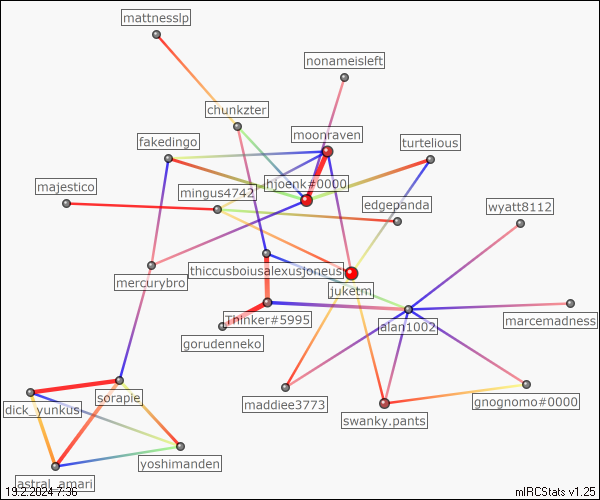 mattnesslp
nonameisleft
chunkzter
moonraven
fakedingo
turtelious
hjoenk#0000
majestico
mingus4742
edgepanda
wyatt8112
thiccusboiusalexusjoneus
mercurybro
juketm
Thinker#5995
alan1002
marcemadness
gorudenneko
sorapie
maddiee3773
gnognomo#0000
dick_yunkus
swanky.pants
yoshimanden
astral_amari
19.2.2024 7:36
mIRCStats v1.25